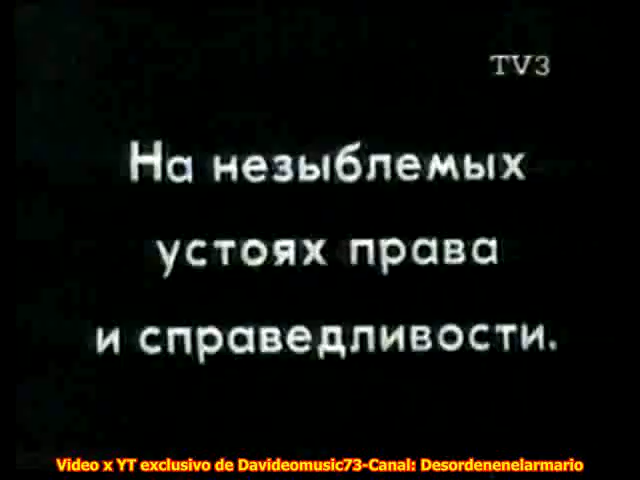 TV3
На незыблемых
устоях права
и справедливости.
Video x YT exclusivo de Davideomusic73-Canal: Desordenenelarmario